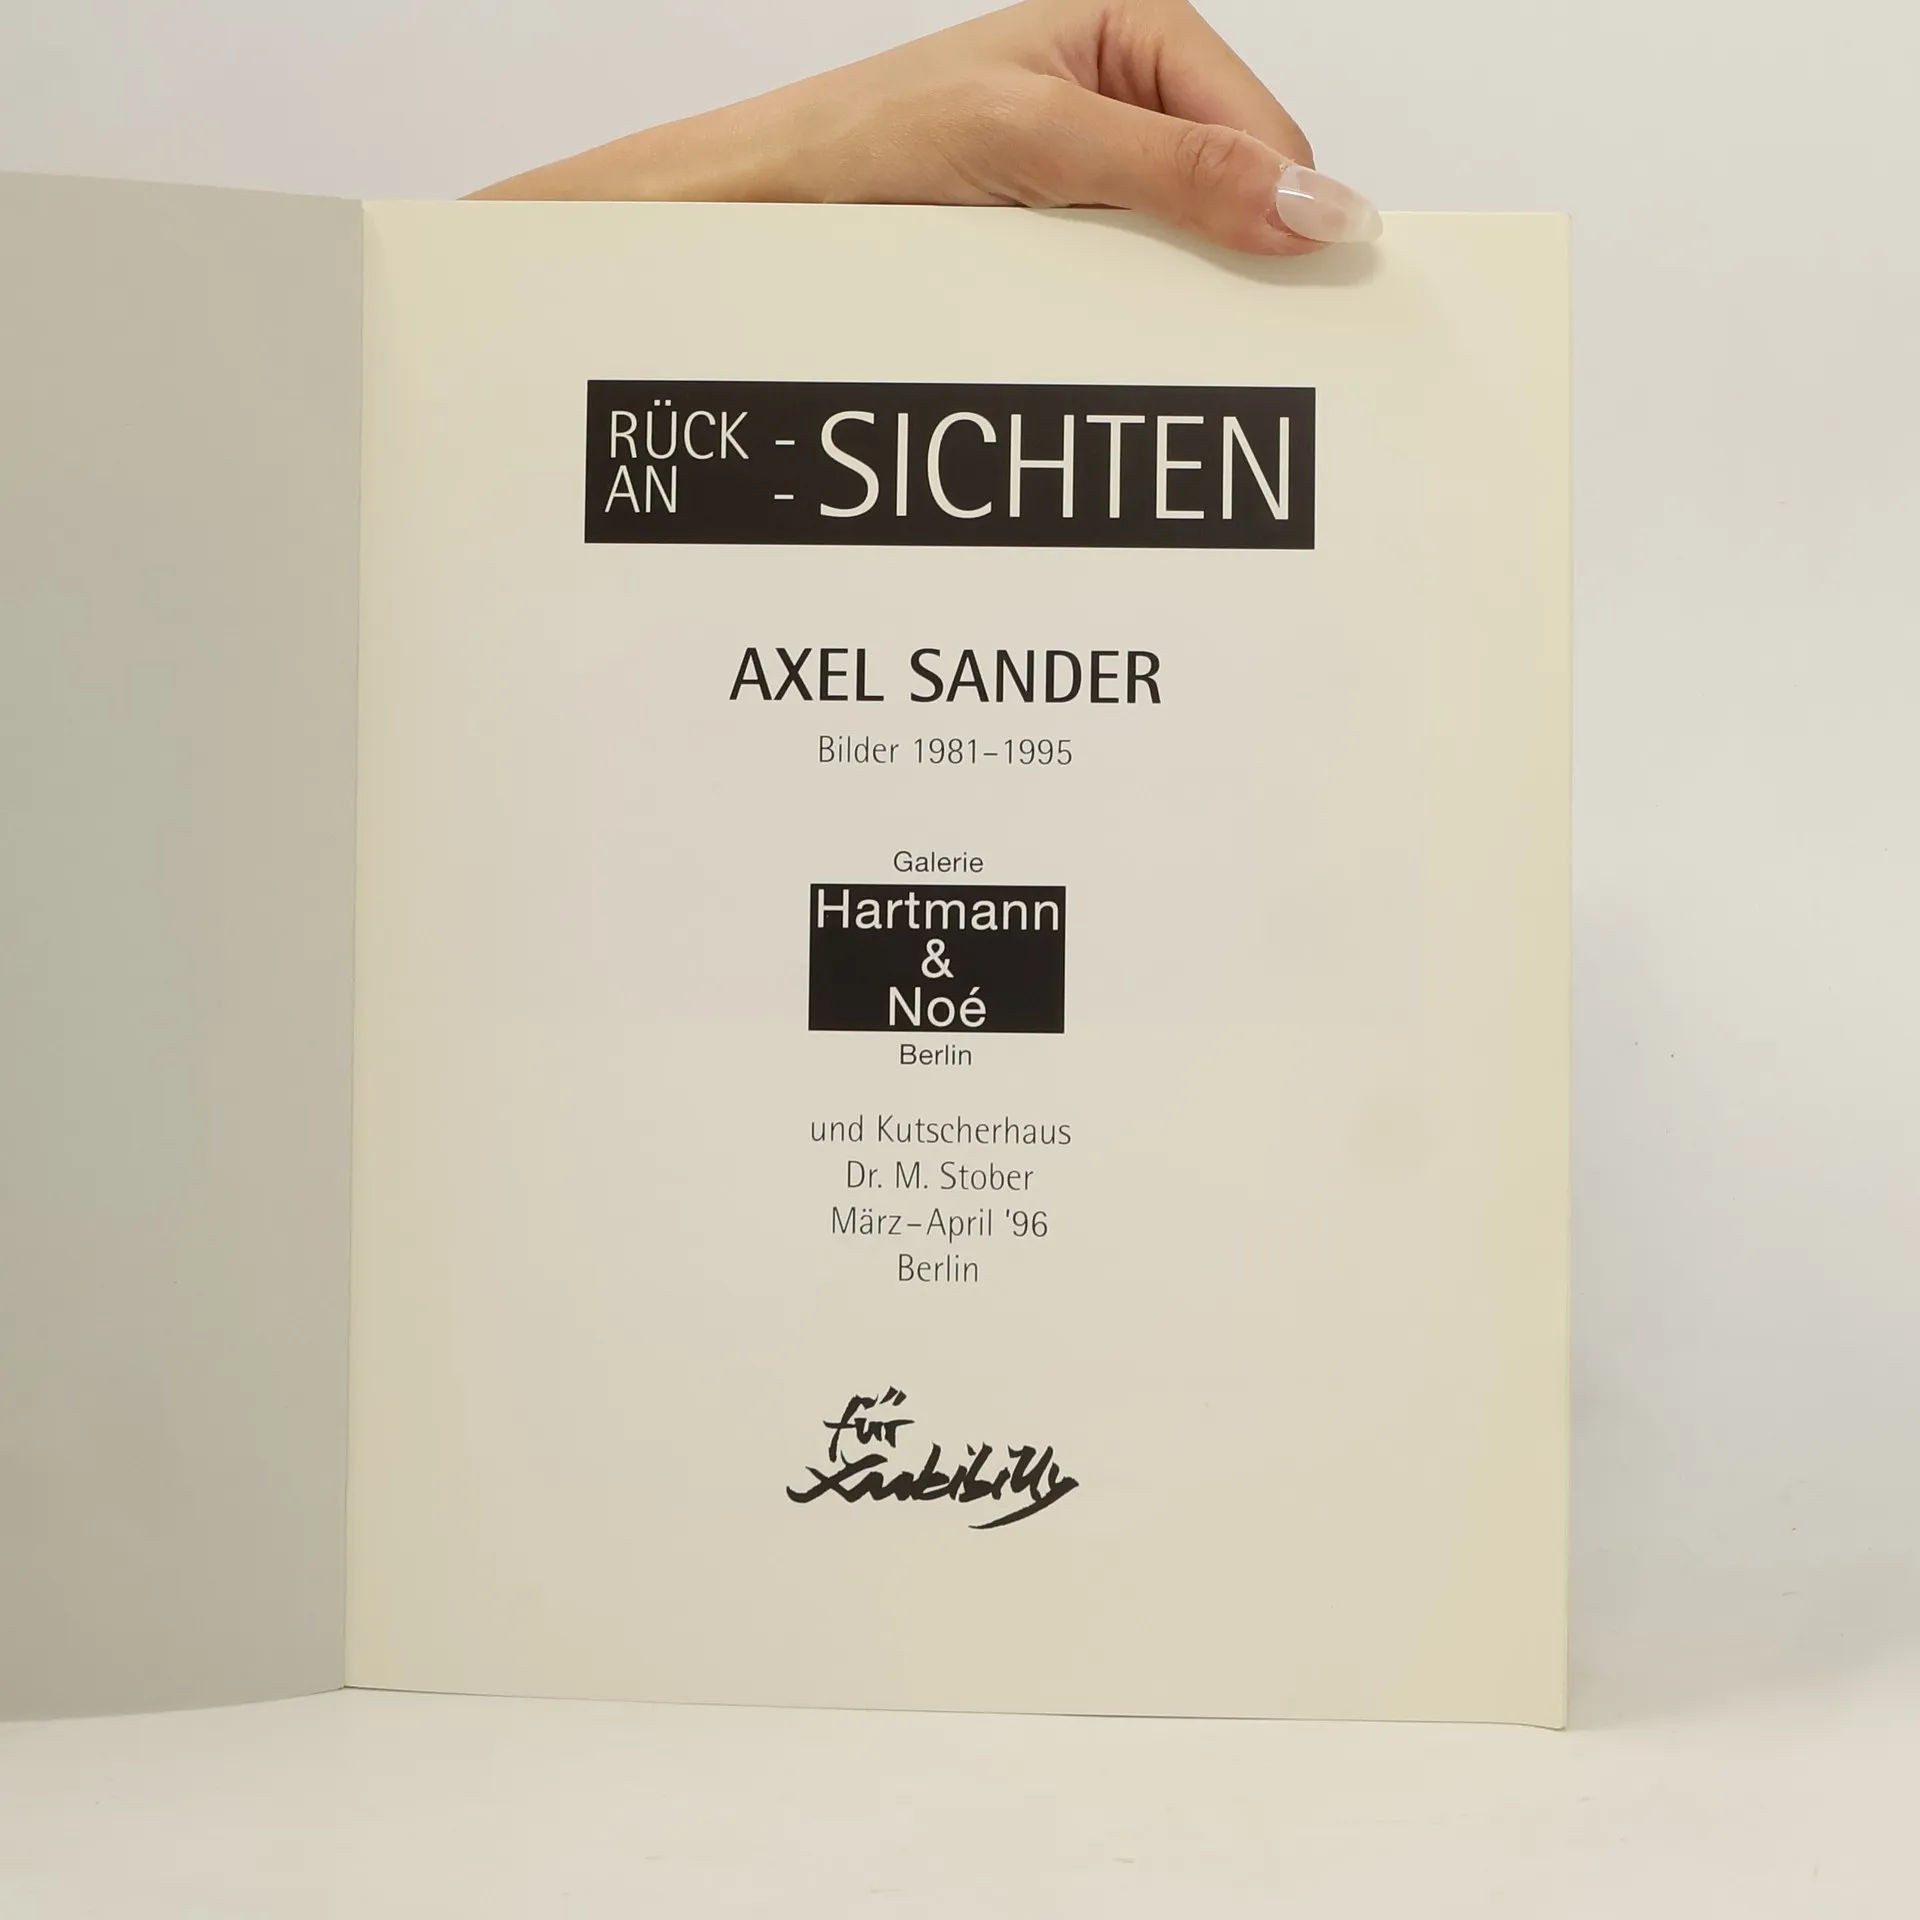 RÜCK -
AN -
SICHTEN
AXEL SANDER
Bilder 1981–1995
Galerie
Hartmann
&
Noé
Berlin
und Kutscherhaus
Dr. M. Stober
März–April '96
Berlin
für